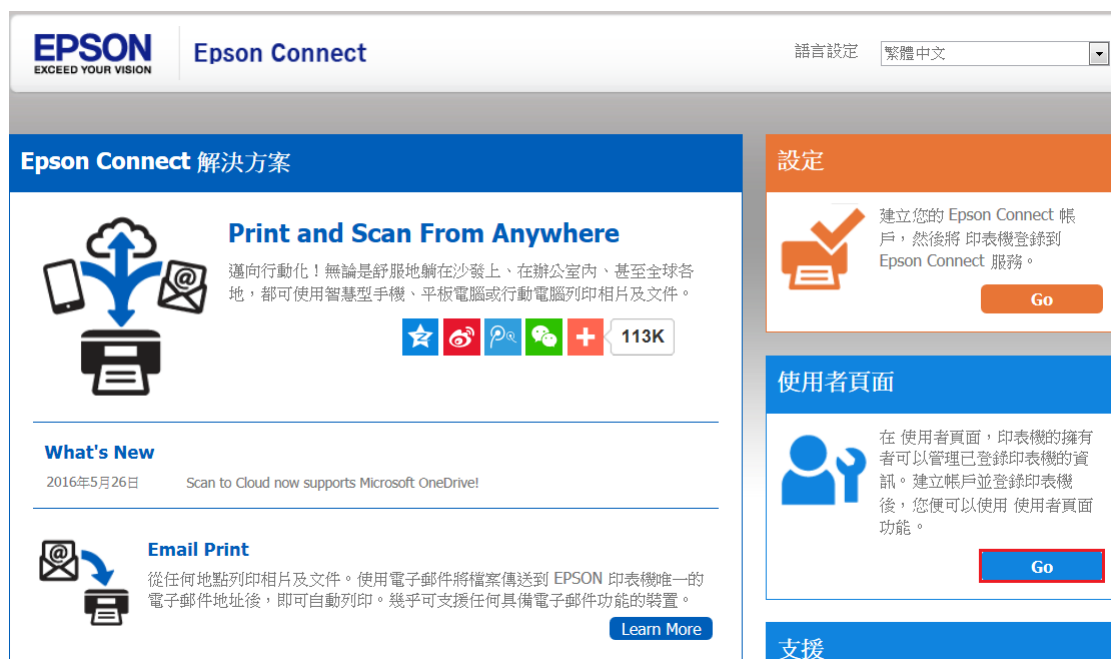 EPSON
EXCEED YOUR VISION
Epson Connect
語言設定
繁體中文
Epson Connect 解決方案
Print and Scan From Anywhere
邁向行動化！無論是舒服地躺在沙發上、在辦公室內、甚至全球各
地，都可使用智慧型手機、平板電腦或行動電腦列印相片及文件。
113K
What's New
2016年5月26日
Scan to Cloud now supports Microsoft OneDrive!
Email Print
從任何地點列印相片及文件。使用電子郵件將檔案傳送到 EPSON 印表機唯一的
電子郵件地址後，即可自動列印。幾乎可支援任何具備電子郵件功能的裝置。
Learn More
設定
建立您的 Epson Connect 帳
戶，然後將 印表機登錄到
Epson Connect 服務。
Go
使用者頁面
在 使用者頁面，印表機的擁有
者可以管理已登錄印表機的資
訊。建立帳戶並登錄印表機
後，您便可以使用 使用者頁面
功能。
Go
支援